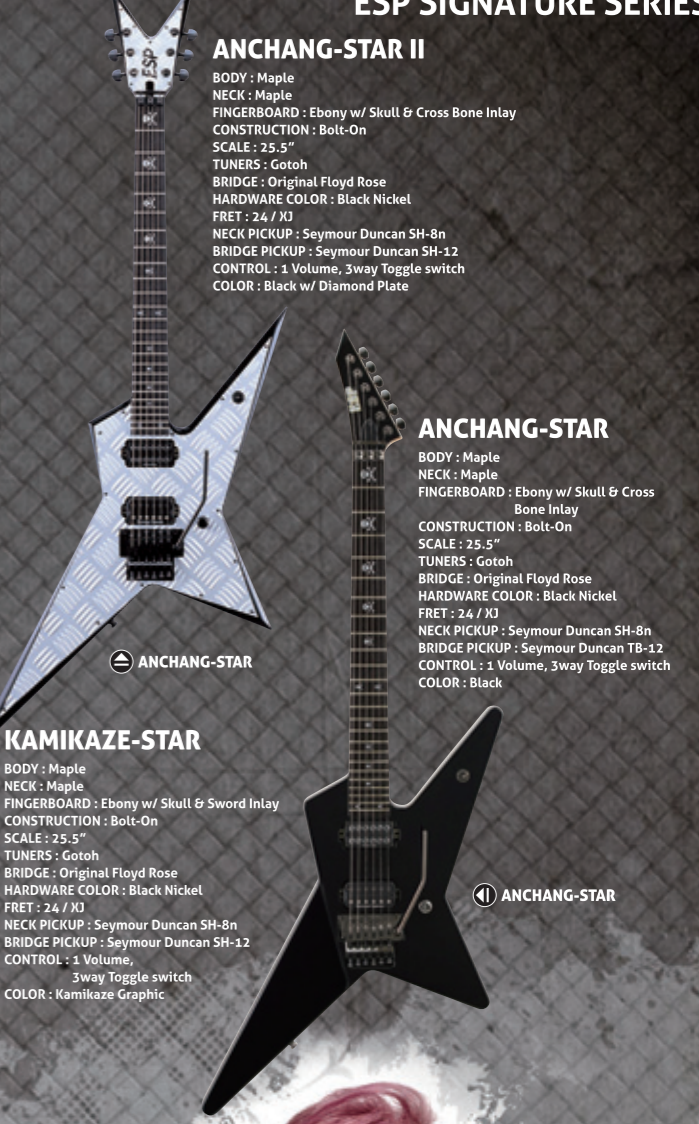 ESP SIGNATURE SERIES
ANCHANG-STAR II
BODY : Maple
NECK : Maple
FINGERBOARD : Ebony w/ Skull & Cross Bone Inlay
CONSTRUCTION : Bolt-On
SCALE : 25.5"
TUNERS : Gotoh
BRIDGE : Original Floyd Rose
HARDWARE COLOR : Black Nickel
FRET : 24 / XJ
NECK PICKUP : Seymour Duncan SH-8n
BRIDGE PICKUP : Seymour Duncan SH-12
CONTROL : 1 Volume, 3way Toggle switch
COLOR : Black w/ Diamond Plate
ESP
ANCHANG-STAR
ANCHANG-STAR
BODY : Maple
NECK : Maple
FINGERBOARD : Ebony w/ Skull & Cross
Bone Inlay
CONSTRUCTION : Bolt-On
SCALE : 25.5"
TUNERS : Gotoh
BRIDGE : Original Floyd Rose
HARDWARE COLOR : Black Nickel
FRET : 24 / XJ
NECK PICKUP : Seymour Duncan SH-8n
BRIDGE PICKUP : Seymour Duncan TB-12
CONTROL : 1 Volume, 3way Toggle switch
COLOR : Black
ESP
ANCHANG-STAR
KAMIKAZE-STAR
BODY : Maple
NECK : Maple
FINGERBOARD : Ebony w/ Skull & Sword Inlay
CONSTRUCTION : Bolt-On
SCALE : 25.5"
TUNERS : Gotoh
BRIDGE : Original Floyd Rose
HARDWARE COLOR : Black Nickel
FRET : 24 / XJ
NECK PICKUP : Seymour Duncan SH-8n
BRIDGE PICKUP : Seymour Duncan SH-12
CONTROL : 1 Volume,
3way Toggle switch
COLOR : Kamikaze Graphic